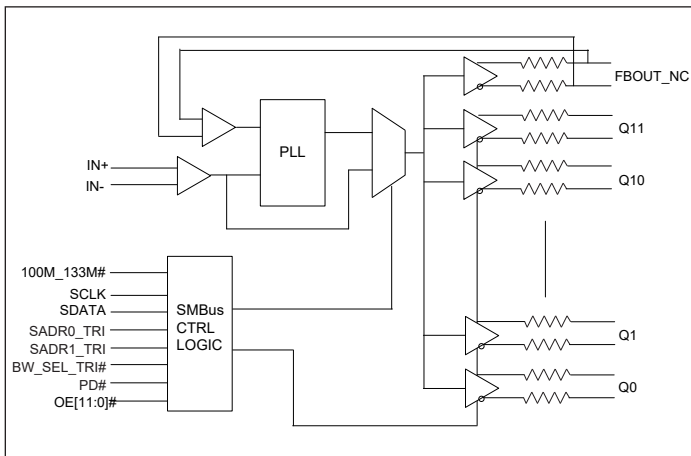 FBOUT_NC
Q11
PLL
IN+
IN-
Q10
100M_133M#
SCLK
SDATA
SADR0_TRI
SADR1_TRI
BW_SEL_TRI#
PD#
OE[11:0]#
SMBus
CTRL
LOGIC
Q1
Q0